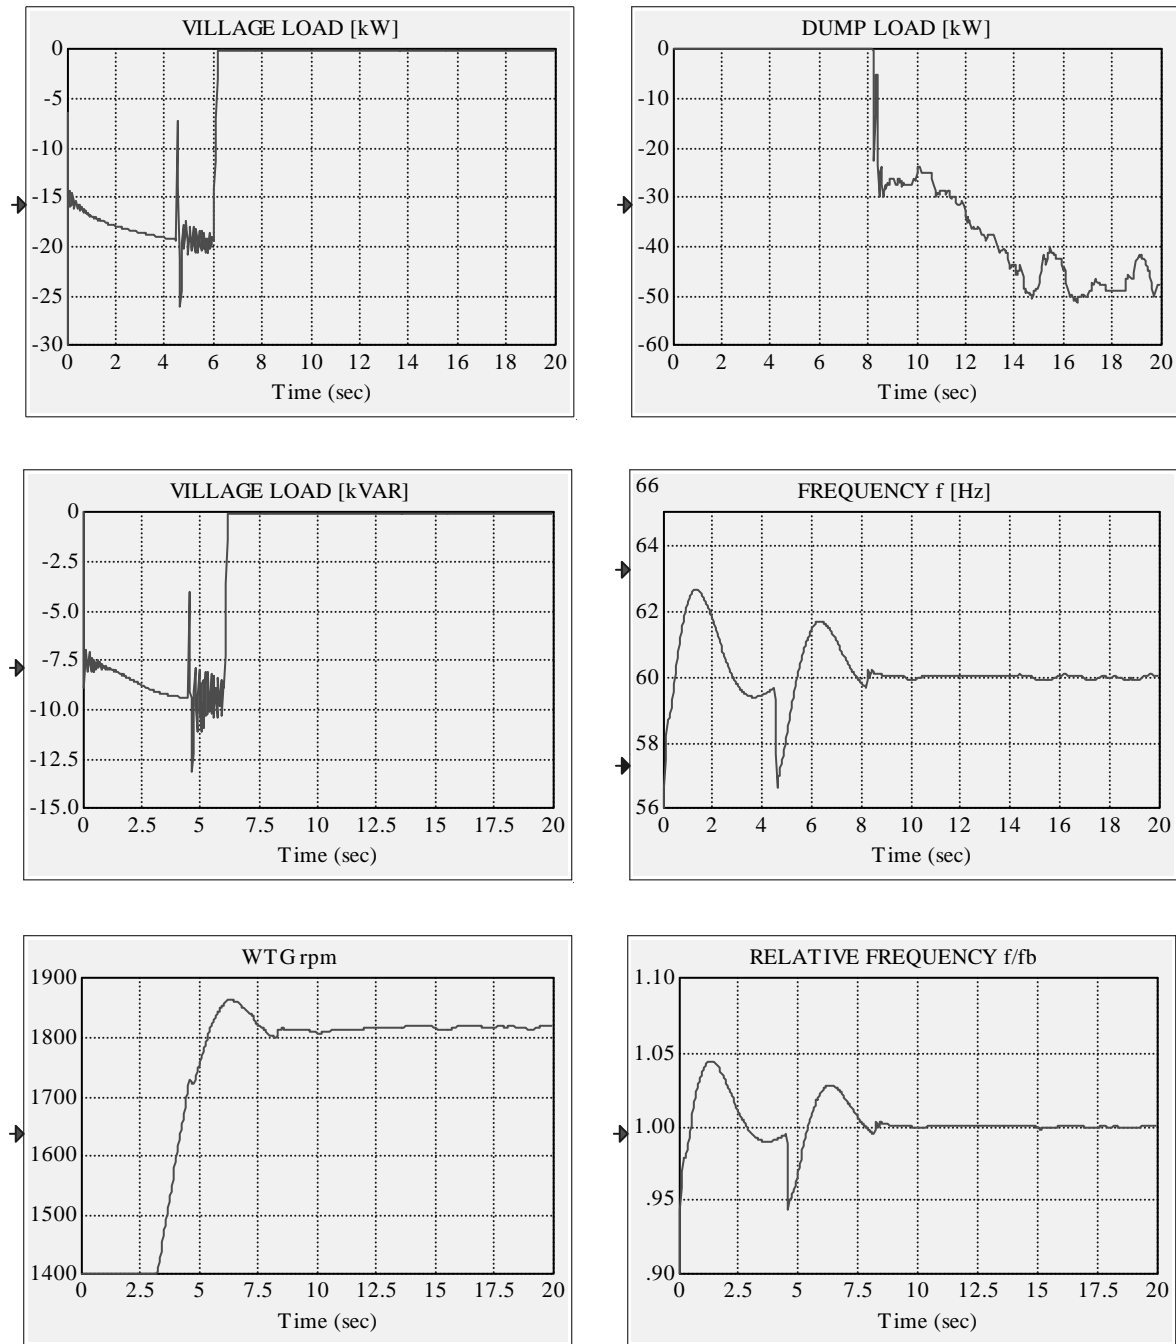 VILLAGE LOAD [kW]
0
-5
-10
-15
-20
-25
-30
0 2 4 6 8 10 12 14 16 18 20
Time (sec)
DUMP LOAD [kW]
0
-10
-20
-30
-40
-50
-60
0 2 4 6 8 10 12 14 16 18 20
Time (sec)
VILLAGE LOAD [kVAR]
0
-2.5
-5.0
-7.5
-10.0
-12.5
-15.0
0 2.5 5 7.5 10 12.5 15 17.5 20
Time (sec)
FREQUENCY f [Hz]
66
64
62
60
58
56
0 2 4 6 8 10 12 14 16 18 20
Time (sec)
WTG rpm
1900
1800
1700
1600
1500
1400
0 2.5 5 7.5 10 12.5 15 17.5 20
Time (sec)
RELATIVE FREQUENCY f/fb
1.10
1.05
1.00
.95
.90
0 2.5 5 7.5 10 12.5 15 17.5 20
Time (sec)